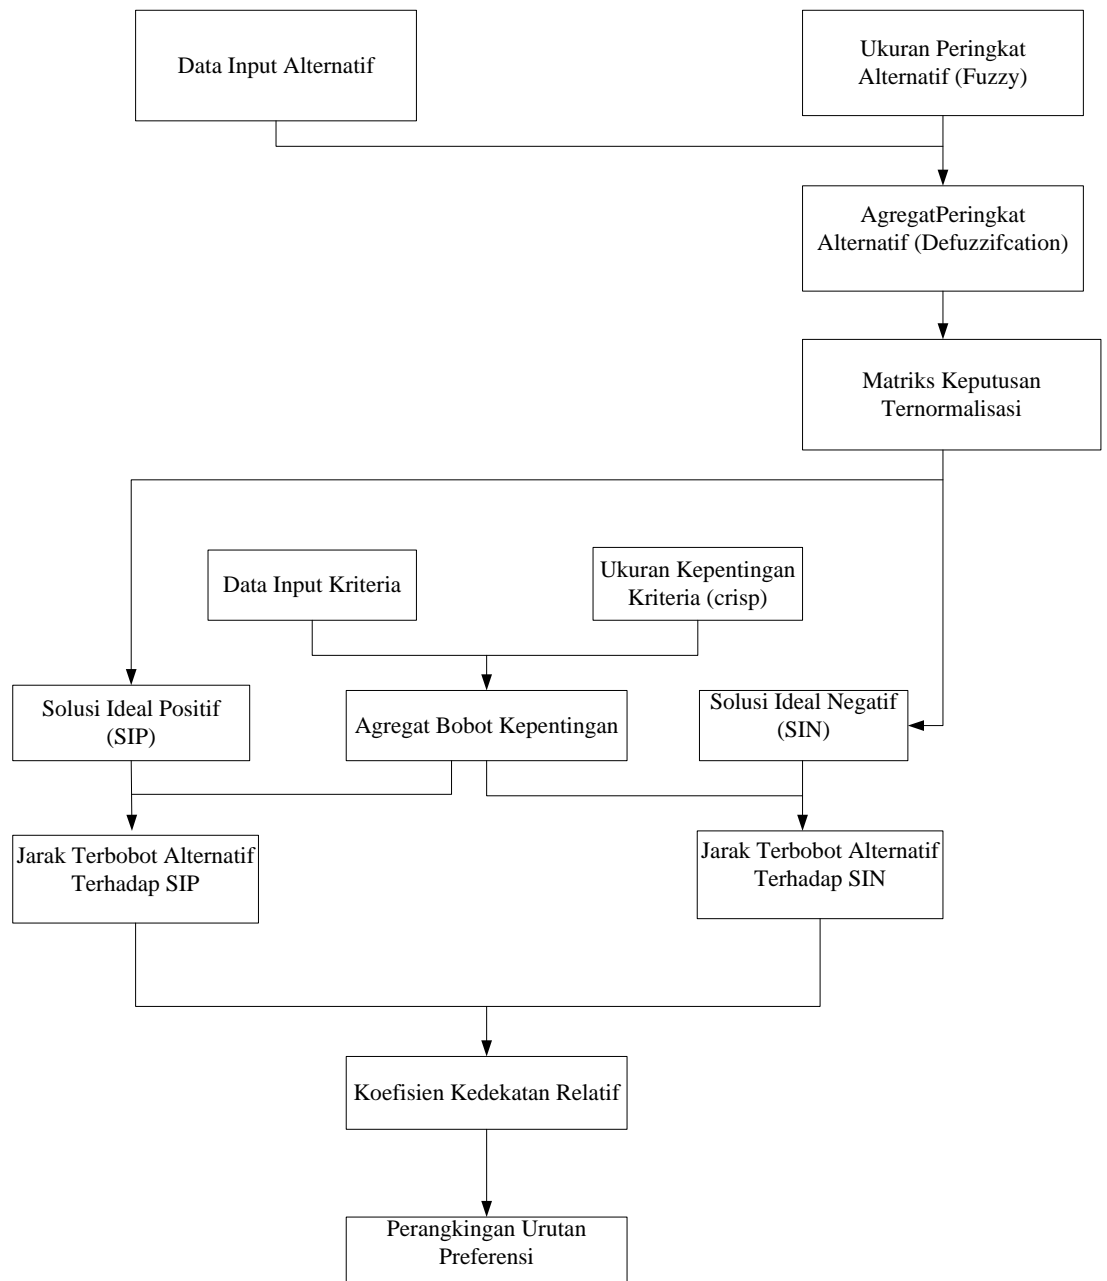 Data Input Alternatif
Ukuran Peringkat
Alternatif (Fuzzy)
AgregatPeringkat
Alternatif (Defuzzifcation)
Matriks Keputusan
Ternormalisasi
Data Input Kriteria
Ukuran Kepentingan
Kriteria (crisp)
Solusi Ideal Positif
(SIP)
Agregat Bobot Kepentingan
Solusi Ideal Negatif
(SIN)
Jarak Terbobot Alternatif
Terhadap SIP
Jarak Terbobot Alternatif
Terhadap SIN
Koefisien Kedekatan Relatif
Perangkingan Urutan
Preferensi